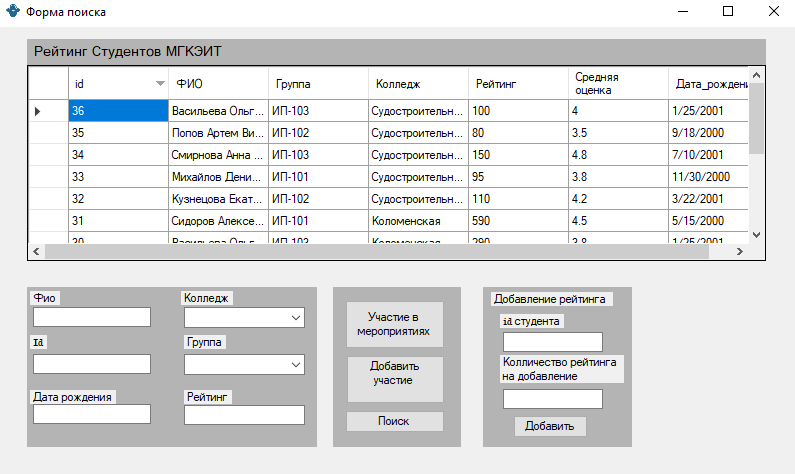 Форма поиска
Рейтинг Студентов МГКЭИТ
id ФИО Группа Колледж Рейтинг Средняя оценка Дата_рожден
36 Васильева Ольг... ИП-103 Судостроительн... 100 4 1/25/2001
35 Попов Артем Ви... ИП-102 Судостроительн... 80 3.5 9/18/2000
34 Смирнова Анна ... ИП-103 Судостроительн... 150 4.8 7/10/2001
33 Михайлов Дени... ИП-101 Судостроительн... 95 3.8 11/30/2000
32 Кузнецова Екат... ИП-102 Судостроительн... 110 4.2 3/22/2001
31 Сидоров Алексе... ИП-101 Коломенская 590 4.5 5/15/2000
30 Васильева Ольг... ИП-103 Коломенская 290 3.8 1/25/2001
Фио
Колледж
Id
Группа
Дата рождения
Рейтинг
Участие в
мероприятиях
Добавить
участие
Поиск
Добавление рейтинга
id студента
Колличество рейтинга
на добавление
Добавить